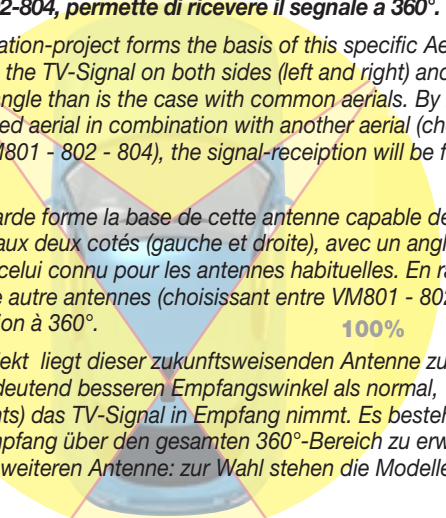 2-804, permette di ricevere il segnale a 360°.
ation-project forms the basis of this specific Ae
the TV-Signal on both sides (left and right) and
ngle than is the case with common aerials. By
ed aerial in combination with another aerial (ch
M801 - 802 - 804), the signal-receiption will be f
arde forme la base de cette antenne capable de
aux deux cotés (gauche et droite), avec un angl
celui connu pour les antennes habituelles. En ra
e autre antennes (choisissant entre VM801 - 802
ion à 360°.
100%
ekt liegt dieser zukunftsweisenden Antenne zu
deutend besseren Empfangswinkel als normal,
nts) das TV-Signal in Empfang nimmt. Es besteh
mpfang über den gesamten 360°-Bereich zu erw
weiteren Antenne: zur Wahl stehen die Modelle